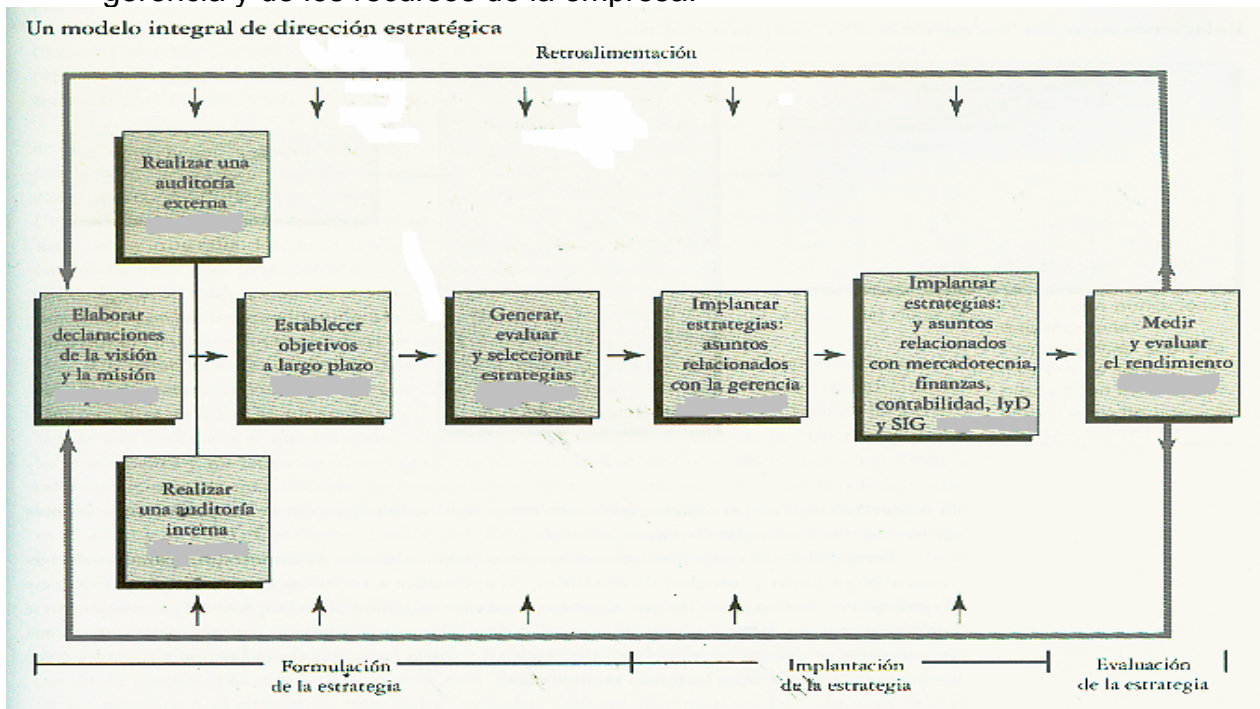 gerencia y de los recursos de la empresa.
Un modelo integral de dirección estratégica
Retroalimentación
Realizar una
auditoría
externa
Elaborar
declaraciones
de la visión
y la misión
Establecer
objetivos
a largo plazo
Generar,
evaluar
y seleccionar
estrategias
Implantar
estrategias:
asuntos
relacionados
con la gerencia
Implantar
estrategias:
y asuntos
relacionados
con mercadotecnia,
finanzas,
contabilidad, IyD
y SIG
Medir
y evaluar
el rendimiento
Realizar
una auditoría
interna
Formulación
de la estrategia
Implantación
de la estrategia
Evaluación
de la estrategia